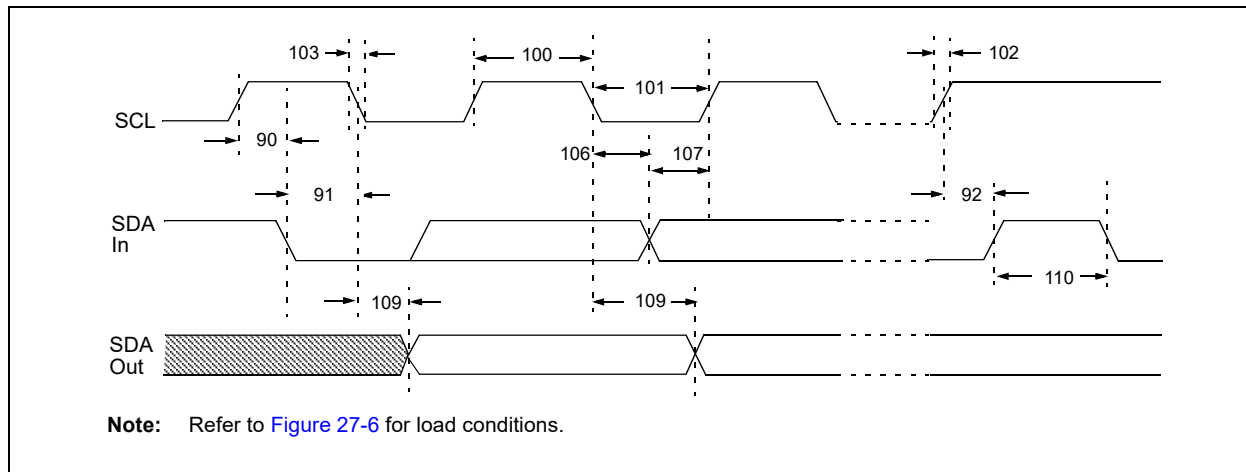 103
100
102
101
SCL
90
106
107
91
92
SDA
In
109
109
110
SDA
Out
Note: Refer to Figure 27-6 for load conditions.